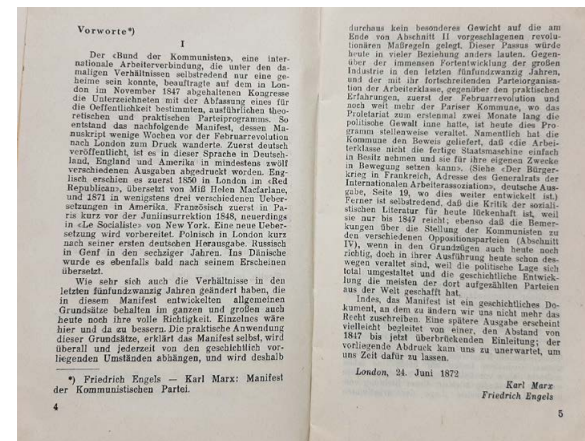 Vorworte*)
I
Der «Bund der Kommunisten», eine inter-
nationale Arbeiterverbindung, die unter den da-
maligen Verhältnissen selbstredend nur eine ge-
heime sein konnte, beauftragte auf dem in Lon-
don im November 1847 abgehaltenen Kongresse
die Unterzeichneten mit der Abfassung eines für
die Oeffentlichkeit bestimmten, ausführlichen theo-
retischen und praktischen Parteiprogramms. So
entstand das nachfolgende Manifest, dessen Ma-
nuskript wenige Wochen vor der Februarrevolution
nach London zum Druck wanderte. Zuerst deutsch
veröffentlicht, ist es in dieser Sprache in Deutsch-
land, England und Amerika in mindestens zwölf
verschiedenen Ausgaben abgedruckt worden. Eng-
lisch erschien es zuerst 1850 in London im «Red
Republican», übersetzt von Miß Helen Macfarlane,
und 1871 in wenigstens drei verschiedenen Ueber-
setzungen in Amerika. Französisch zuerst in Pa-
ris kurz vor der Juniinsurrektion 1848, neuerdings
in «Le Socialiste» von New York. Eine neue Ueber-
setzung wird vorbereitet. Polnisch in London kurz
nach seiner ersten deutschen Herausgabe. Russisch
in Genf in den sechziger Jahren. Ins Dänische
wurde es ebenfalls bald nach seinem Erscheinen
übersetzt.
Wie sehr sich auch die Verhältnisse in den
letzten fünfundzwanzig Jahren geändert haben, die
in diesem Manifest entwickelten allgemeinen
Grundsätze behalten im ganzen und großen auch
heute noch ihre volle Richtigkeit. Einzelnes wäre
hier und da zu bessern. Die praktische Anwendung
dieser Grundsätze, erklärt das Manifest selbst, wird
überall und jederzeit von den geschichtlich vor-
liegenden Umständen abhängen, und wird deshalb
*) Friedrich Engels — Karl Marx: Manifest
der Kommunistischen Partei.
4
durchaus kein besonderes Gewicht auf die am
Ende von Abschnitt II vorgeschlagenen revolu-
tionären Maßregeln gelegt. Dieser Passus würde
heute in vieler Beziehung anders lauten. Gegen-
über der immensen Fortentwicklung der großen
Industrie in den letzten fünfundzwanzig Jahren,
und der mit ihr fortschreitenden Parteiorganisa-
tion der Arbeiterklasse, gegenüber den praktischen
Erfahrungen, zuerst der Februarrevolution und
noch weit mehr der Pariser Kommune, wo das
Proletariat zum erstenmal zwei Monate lang die
politische Gewalt inne hatte, ist heute dies Pro-
gramm stellenweise veraltet. Namentlich hat die
Kommune den Beweis geliefert, daß «die Arbei-
terklasse nicht die fertige Staatsmaschine einfach
in Besitz nehmen und sie für ihre eigenen Zwecke
in Bewegung setzen kann». (Siehe «Der Bürger-
krieg in Frankreich, Adresse des Generalrats der
Internationalen Arbeiterassoziation», deutsche Aus-
gabe, Seite 19, wo dies weiter entwickelt ist.)
Ferner ist selbstredend, daß die Kritik der soziali-
stischen Literatur für heute lückenhaft ist, weil
sie nur bis 1847 reicht; ebenso daß die Bemer-
kungen über die Stellung der Kommunisten zu
den verschiedenen Oppositionsparteien (Abschnitt
IV), wenn in den Grundzügen auch heute noch
richtig, doch in ihrer Ausführung heute schon des-
wegen veraltet sind, weil die politische Lage sich
total umgestaltet und die geschichtliche Entwick-
lung die meisten der dort aufgezählten Parteien
aus der Welt geschafft hat.
Indes, das Manifest ist ein geschichtliches Do-
kument, an dem zu ändern wir uns nicht mehr das
Recht zuschreiben. Eine spätere Ausgabe erscheint
vielleicht begleitet von einer, den Abstand von
1847 bis jetzt überbrückenden Einleitung; der
vorliegende Abdruck kam uns zu unerwartet, um
uns Zeit dafür zu lassen.
London, 24. Juni 1872
Karl Marx
Friedrich Engels
5